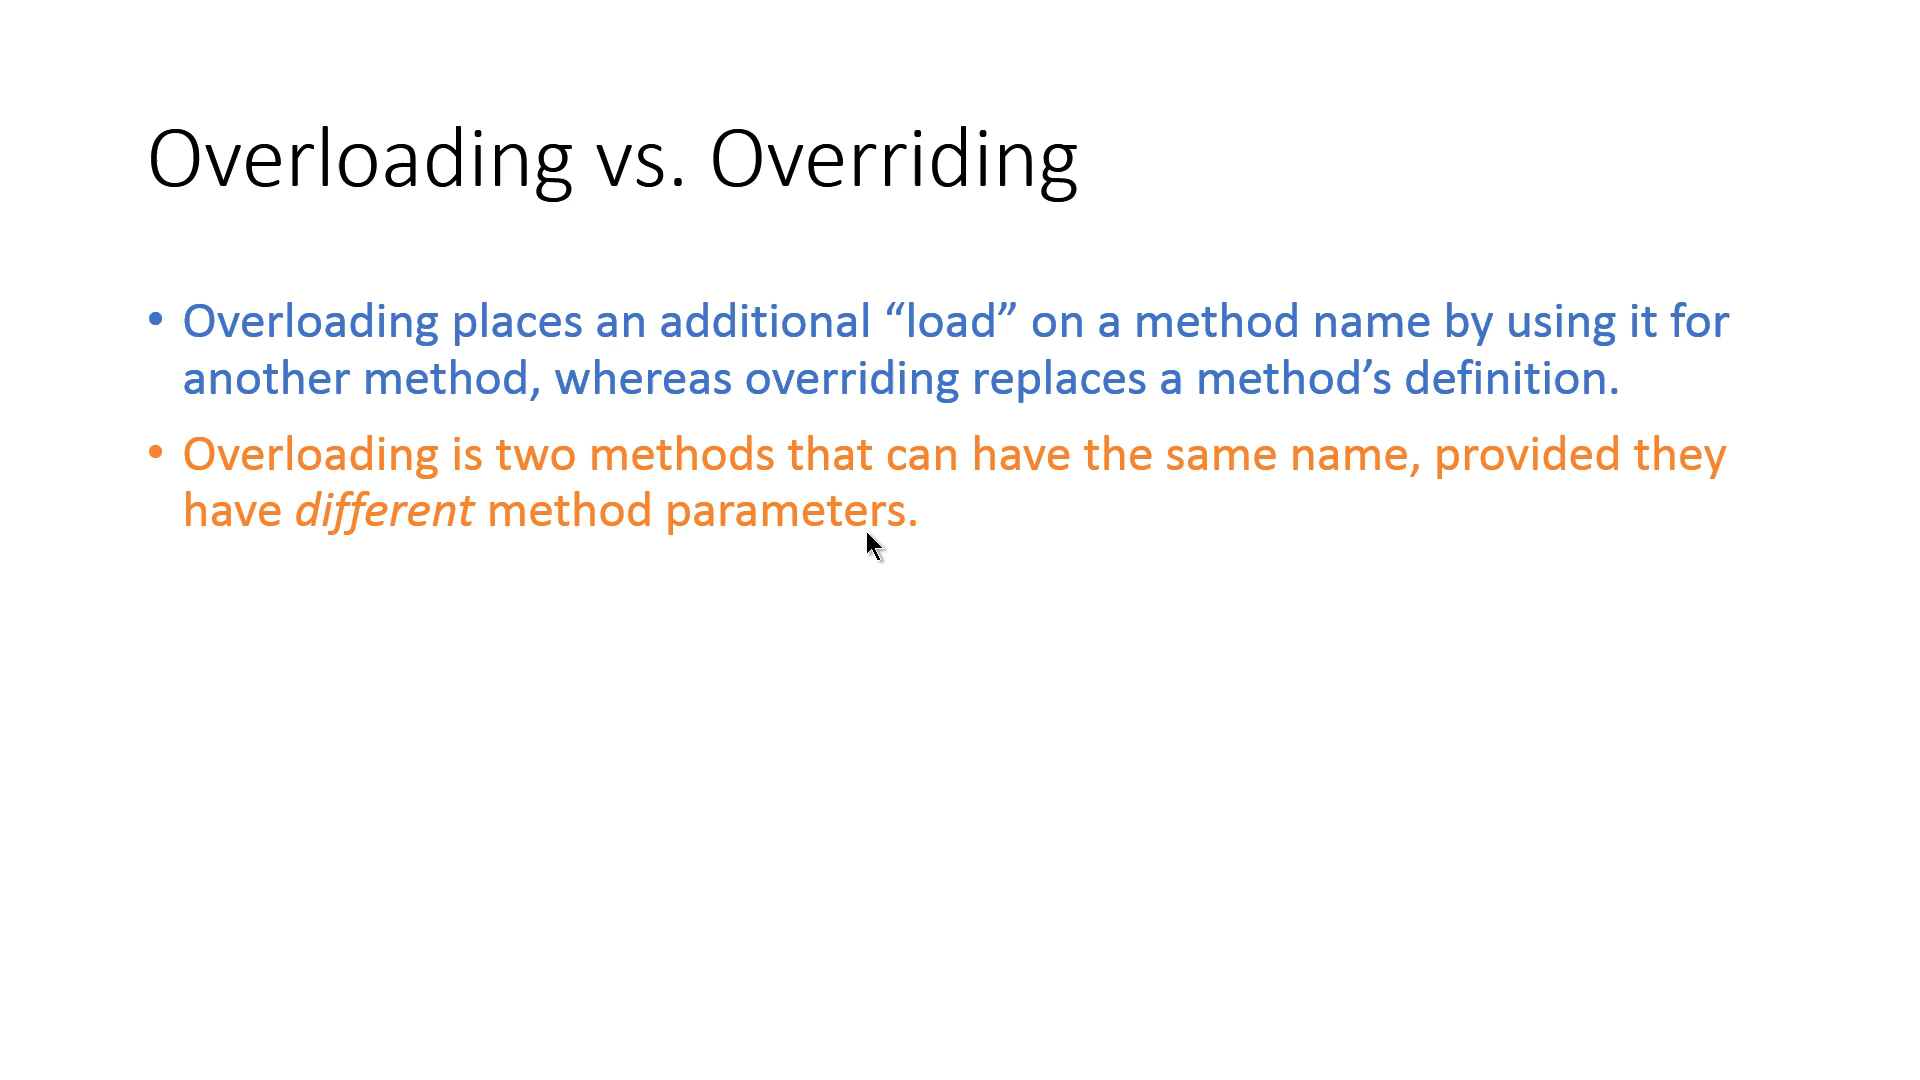 Overloading vs. Overriding
• Overloading places an additional “load” on a method name by using it for
another method, whereas overriding replaces a method’s definition.
• Overloading is two methods that can have the same name, provided they
have different method parameters.